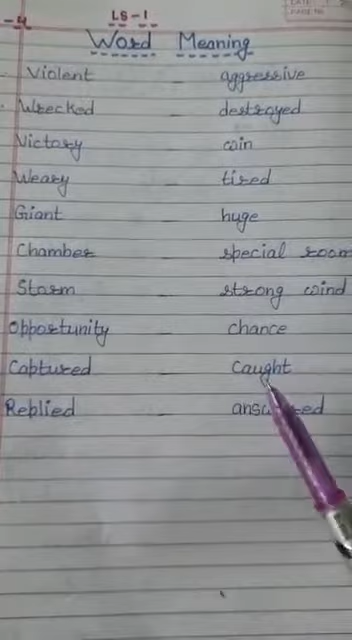 LS-1
-4
Word Meaning
Violent - aggressive
Wrecked - destroyed
Victory - win
Weary - tired
Giant - huge
Chamber - special room
Storm - strong wind
Opportunity - chance
Captured - Caught
Replied - answered